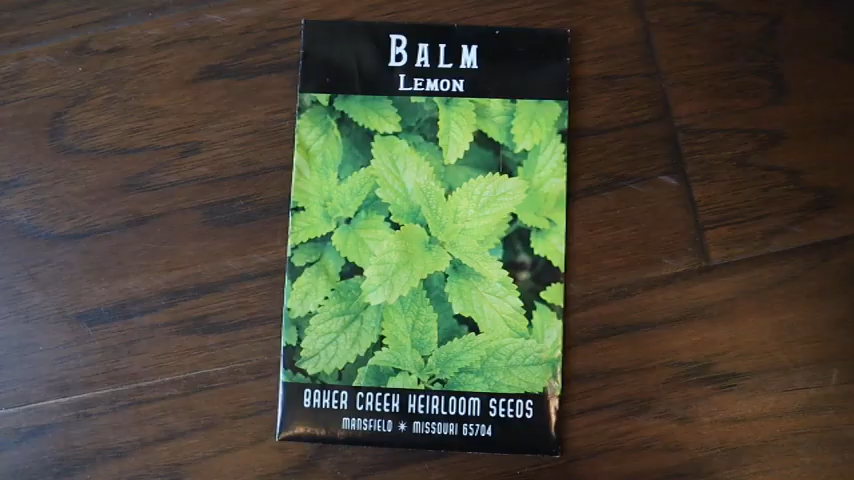 BALM
LEMON
BAKER CREEK HEIRLOOM SEEDS
MANSFIELD ✴ MISSOURI 65704